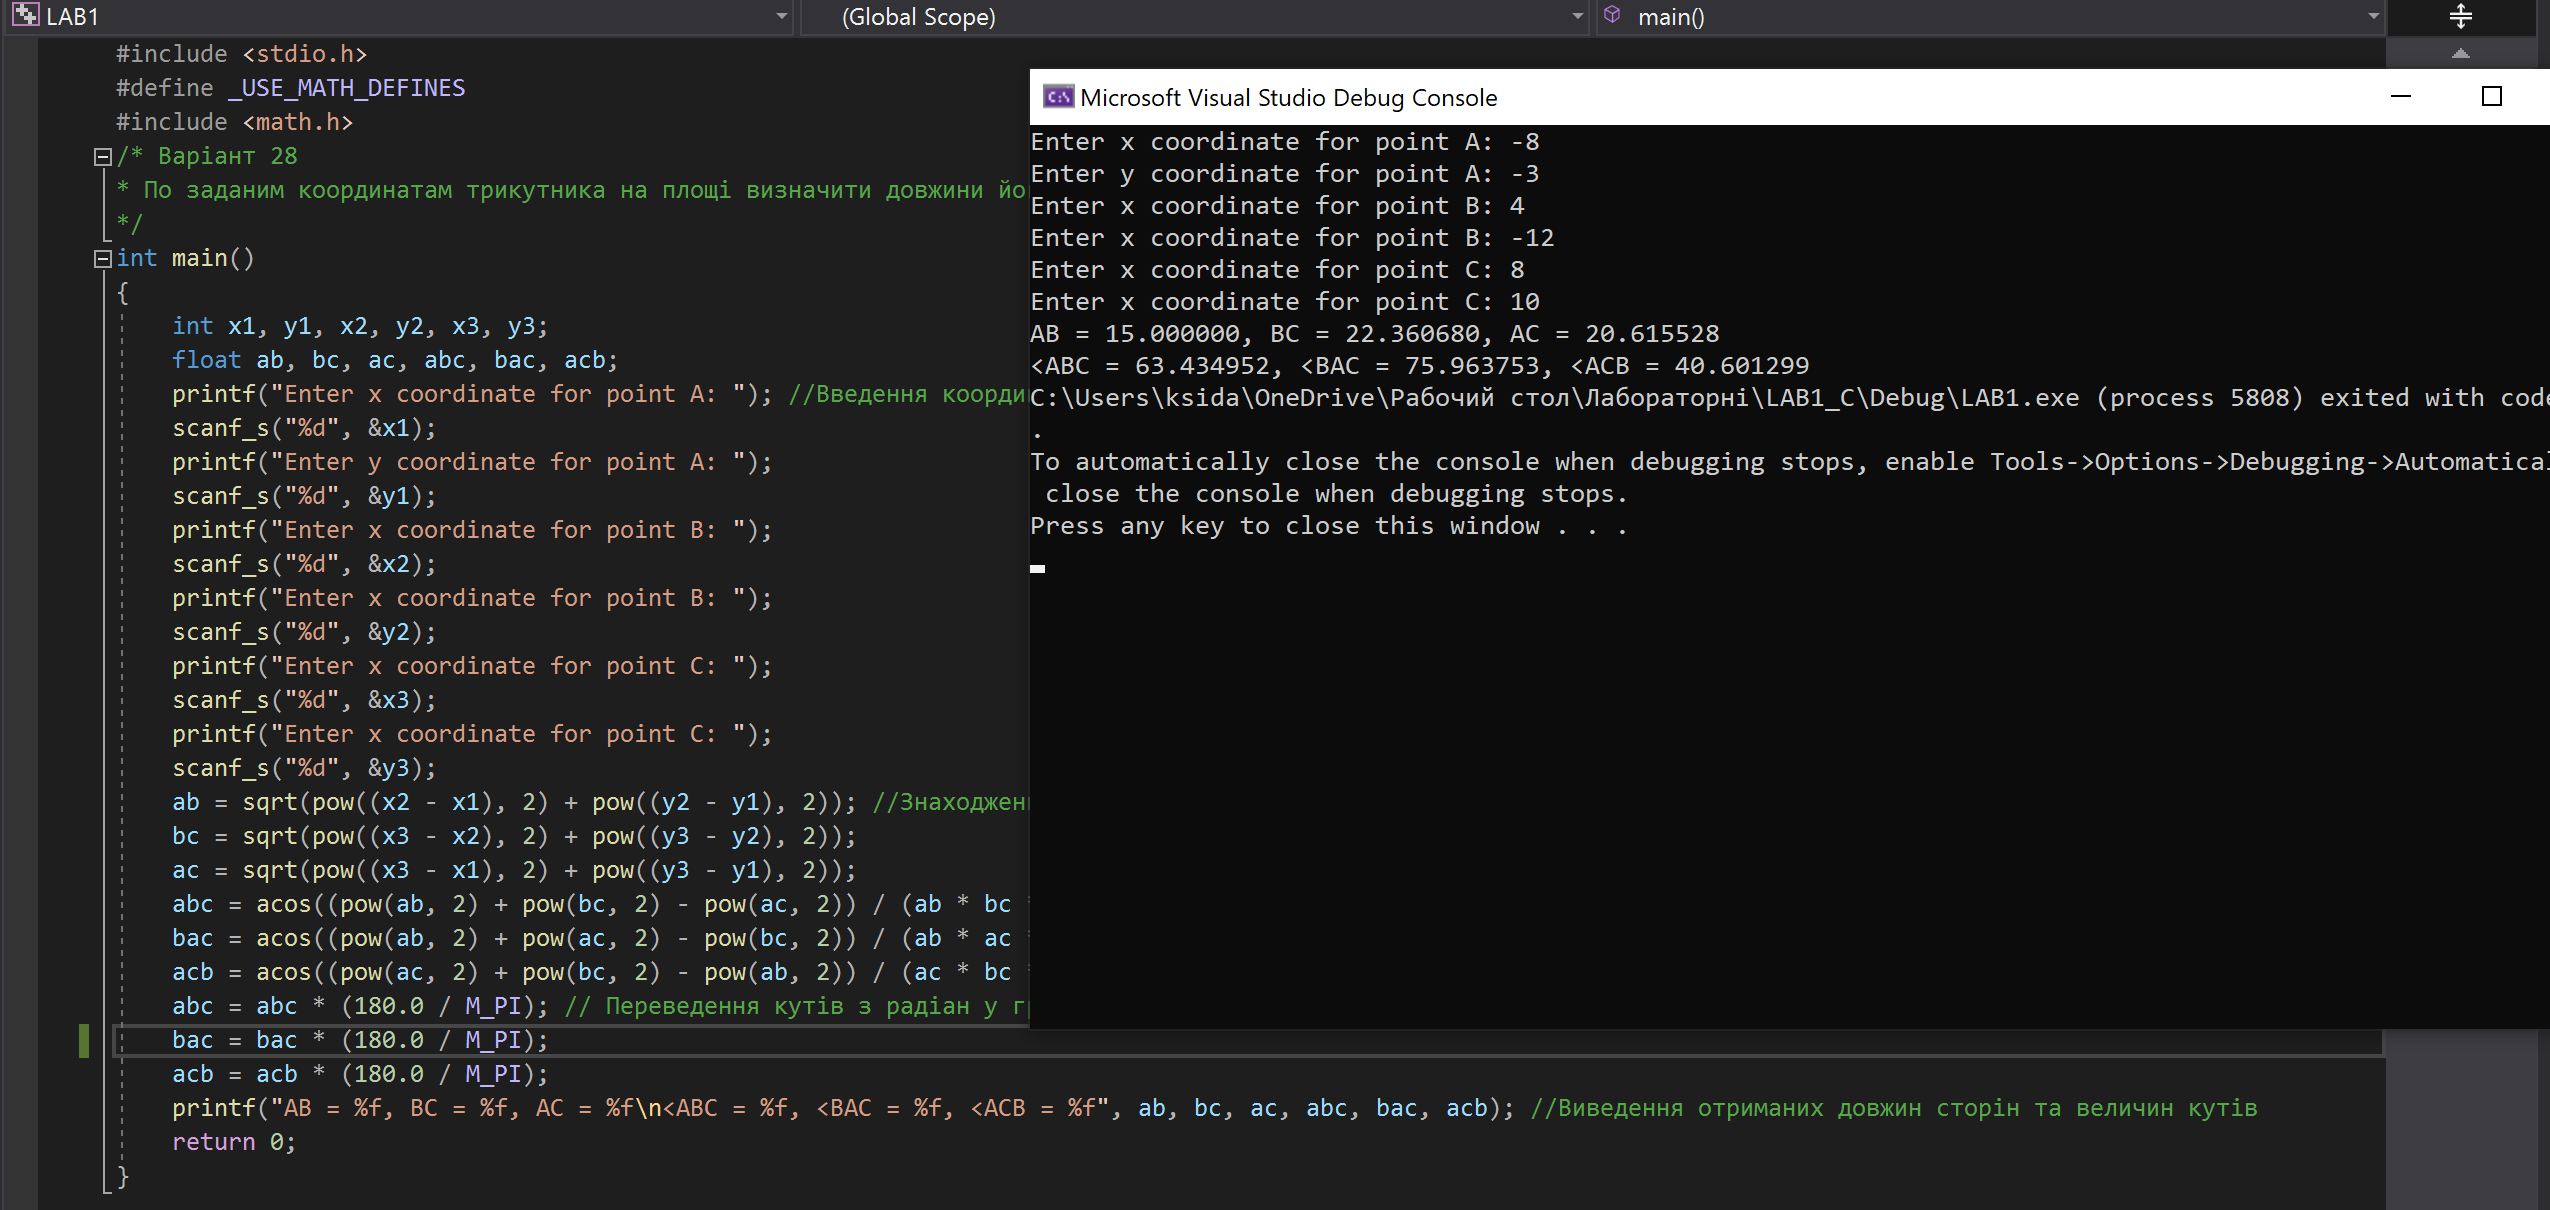 LAB1 (Global Scope) main()
#include <stdio.h>
#define _USE_MATH_DEFINES
#include <math.h>
/* Варіант 28
* По заданим координатам трикутника на площі визначити довжини йо
*/
int main()
{
int x1, y1, x2, y2, x3, y3;
float ab, bc, ac, abc, bac, acb;
printf("Enter x coordinate for point A: "); //Введення коорди
scanf_s("%d", &x1);
printf("Enter y coordinate for point A: ");
scanf_s("%d", &y1);
printf("Enter x coordinate for point B: ");
scanf_s("%d", &x2);
printf("Enter x coordinate for point B: ");
scanf_s("%d", &y2);
printf("Enter x coordinate for point C: ");
scanf_s("%d", &x3);
printf("Enter x coordinate for point C: ");
scanf_s("%d", &y3);
ab = sqrt(pow((x2 - x1), 2) + pow((y2 - y1), 2)); //Знаходжен
bc = sqrt(pow((x3 - x2), 2) + pow((y3 - y2), 2));
ac = sqrt(pow((x3 - x1), 2) + pow((y3 - y1), 2));
abc = acos((pow(ab, 2) + pow(bc, 2) - pow(ac, 2)) / (ab * bc
bac = acos((pow(ab, 2) + pow(ac, 2) - pow(bc, 2)) / (ab * ac
acb = acos((pow(ac, 2) + pow(bc, 2) - pow(ab, 2)) / (ac * bc
abc = abc * (180.0 / M_PI); // Переведення кутів з радіан у г
bac = bac * (180.0 / M_PI);
acb = acb * (180.0 / M_PI);
printf("AB = %f, BC = %f, AC = %f\n<ABC = %f, <BAC = %f, <ACB = %f", ab, bc, ac, abc, bac, acb); //Виведення отриманих довжин сторін та величин кутів
return 0;
}
Microsoft Visual Studio Debug Console
Enter x coordinate for point A: -8
Enter y coordinate for point A: -3
Enter x coordinate for point B: 4
Enter x coordinate for point B: -12
Enter x coordinate for point C: 8
Enter x coordinate for point C: 10
AB = 15.000000, BC = 22.360680, AC = 20.615528
<ABC = 63.434952, <BAC = 75.963753, <ACB = 40.601299
C:\Users\ksida\OneDrive\Рабочий стол\Лабораторні\LAB1_C\Debug\LAB1.exe (process 5808) exited with code
.
To automatically close the console when debugging stops, enable Tools->Options->Debugging->Automatical
close the console when debugging stops.
Press any key to close this window . . .